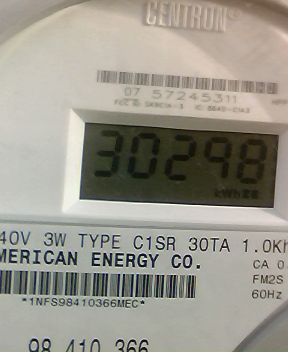 CENTRON®
07 57245311
30298
kWh
40V 3W TYPE C1SR 30TA 1.0Kh
MERICAN ENERGY CO.
CA 0.
FM2S
60Hz
*1NFS98410366MEC*
98 410 366